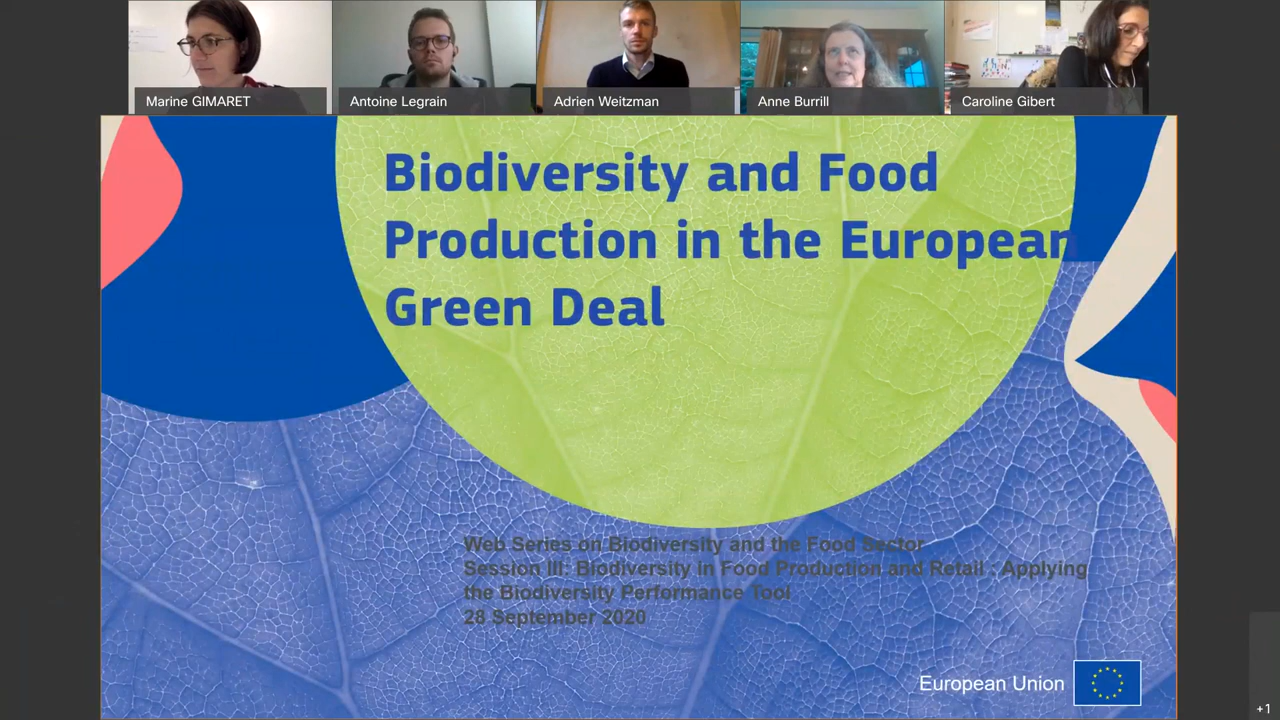 Marine GIMARET
Antoine Legrain
Adrien Weitzman
Anne Burrill
Caroline Gibert
Biodiversity and Food
Production in the European
Green Deal
Web Series on Biodiversity and the Food Sector
Session III: Biodiversity in Food Production and Retail : Applying
the Biodiversity Performance Tool
28 September 2020
European Union
+1